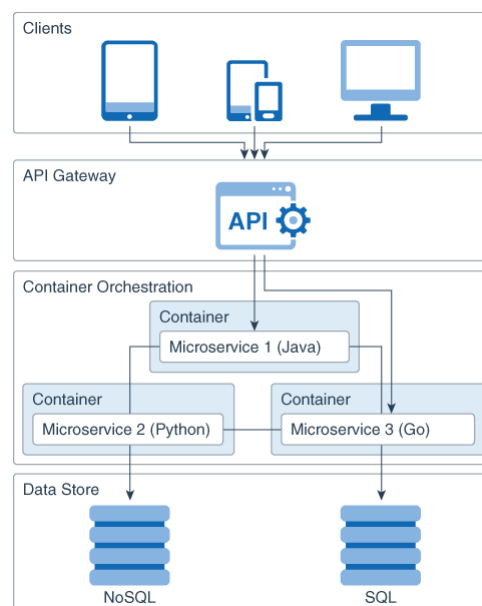 Clients
API Gateway
API
Container Orchestration
Container
Microservice 1 (Java)
Container
Container
Microservice 2 (Python)
Microservice 3 (Go)
Data Store
NoSQL
SQL